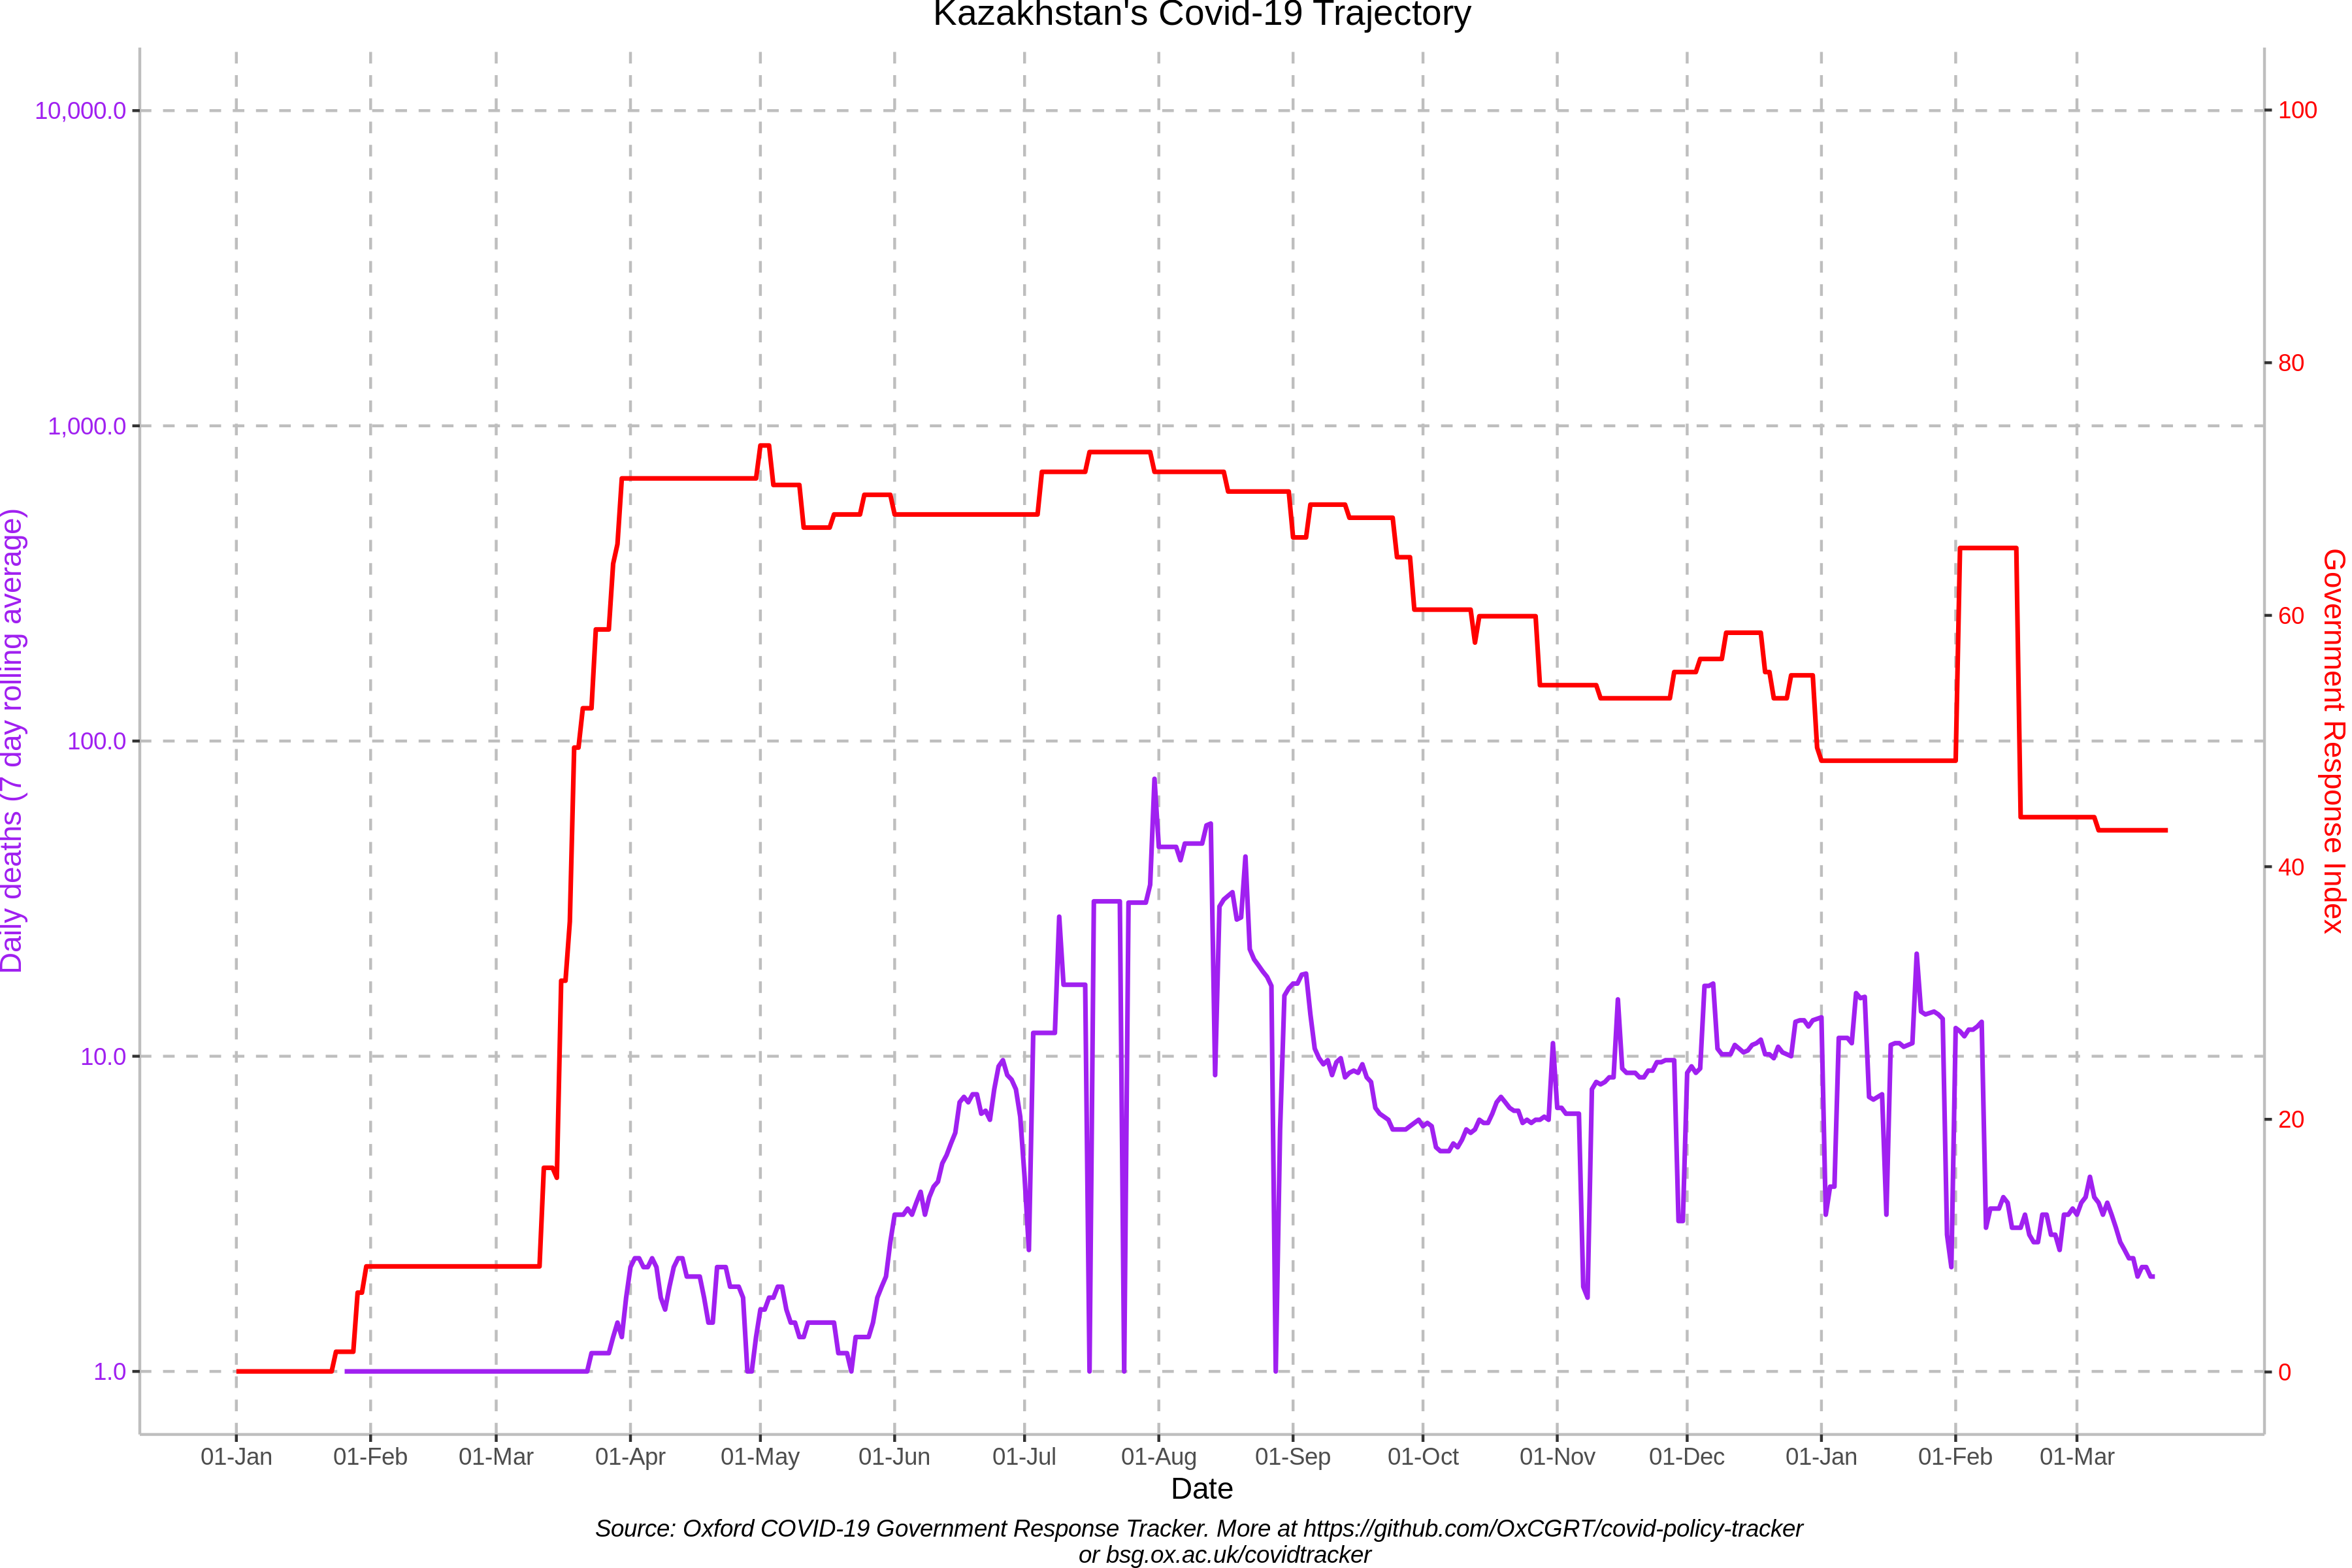 Kazakhstan's Covid-19 Trajectory
10,000.0
1,000.0
100.0
10.0
1.0
Daily deaths (7 day rolling average)
100
80
60
40
20
0
Government Response Index
01-Jan 01-Feb 01-Mar 01-Apr 01-May 01-Jun 01-Jul 01-Aug 01-Sep 01-Oct 01-Nov 01-Dec 01-Jan 01-Feb 01-Mar
Date
Source: Oxford COVID-19 Government Response Tracker. More at https://github.com/OxCGRT/covid-policy-tracker
or bsg.ox.ac.uk/covidtracker